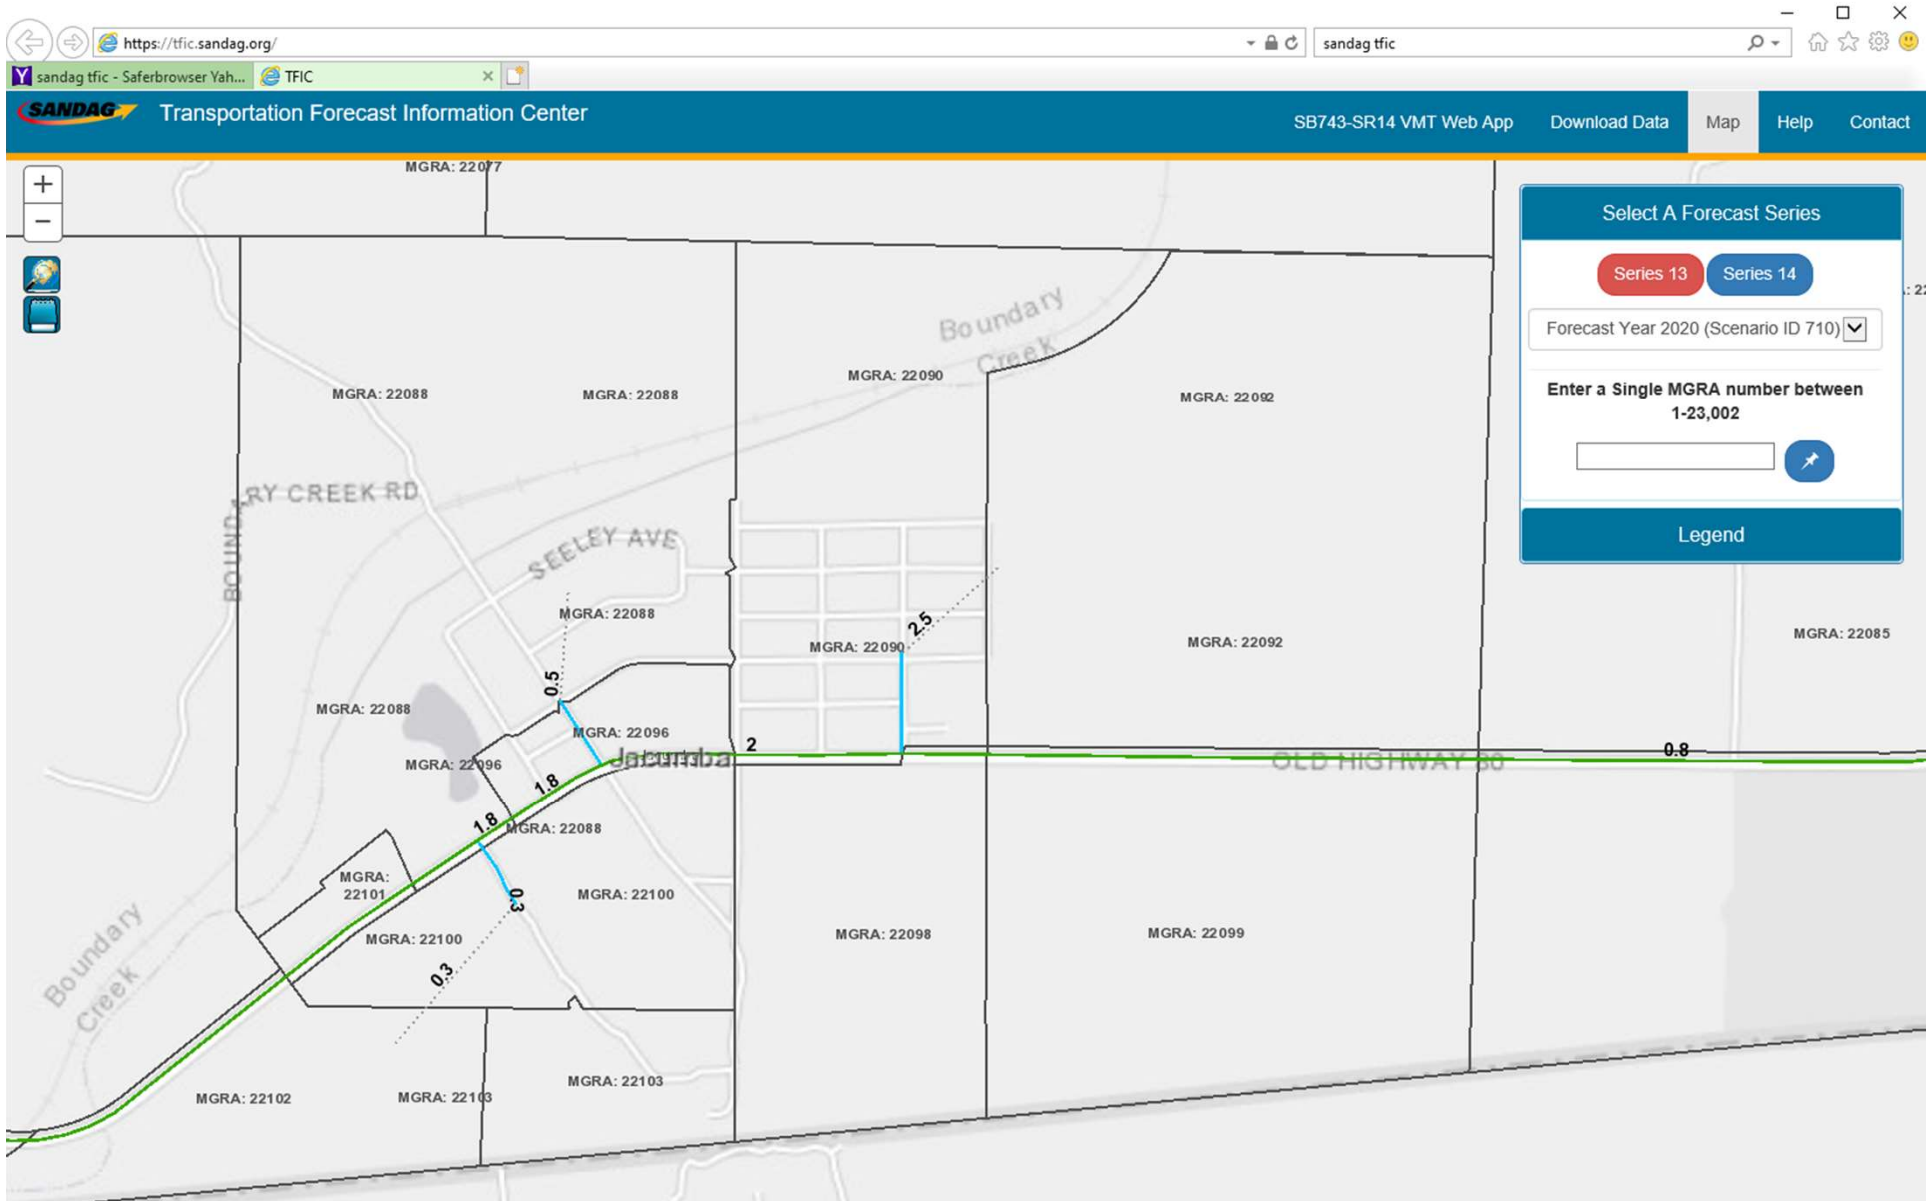 https://tfic.sandag.org/
sandag tfic
sandag tfic - Saferbrowser Yah...
TFIC
SANDAG
Transportation Forecast Information Center
SB743-SR14 VMT Web App
Download Data
Map
Help
Contact
+
−
Select A Forecast Series
Series 13
Series 14
Forecast Year 2020 (Scenario ID 710)
Enter a Single MGRA number between
1-23,002
Legend
MGRA: 22077
MGRA: 22088
MGRA: 22088
MGRA: 22090
MGRA: 22092
Boundary
Creek
BOUNDARY CREEK RD
BOUND
SEELEY AVE
MGRA: 22088
MGRA: 22090
2.5
MGRA: 22092
MGRA: 22085
0.5
MGRA: 22088
MGRA: 22096
MGRA: 22096
Jacumba
2
OLD HIGHWAY 80
0.8
1.8
1.8
MGRA: 22088
MGRA:
22101
MGRA: 22100
0.3
MGRA: 22100
0.3
MGRA: 22098
MGRA: 22099
Boundary
Creek
MGRA: 22102
MGRA: 22103
MGRA: 22103